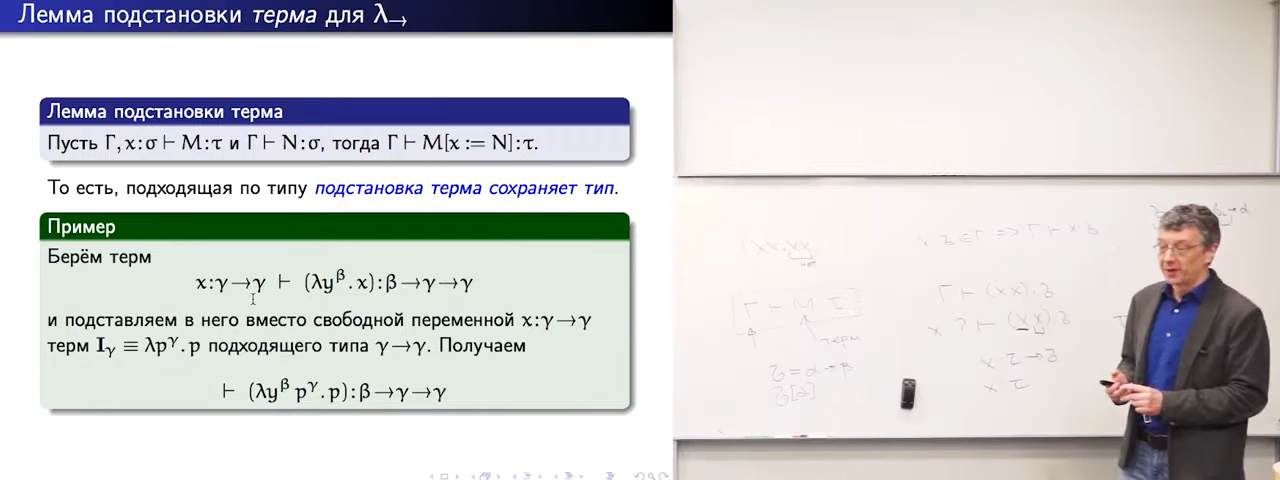 Лемма подстановки терма для λ→
Лемма подстановки терма
Пусть Γ, x:σ ⊢ M:τ и Γ ⊢ N:σ, тогда Γ ⊢ M[x := N]:τ.
То есть, подходящая по типу подстановка терма сохраняет тип.
Пример
Берём терм
x:γ→γ ⊢ (λy^β. x):β→γ→γ
и подставляем в него вместо свободной переменной x:γ→γ
терм I_γ ≡ λp^γ. p подходящего типа γ→γ. Получаем
⊢ (λy^β p^γ. p):β→γ→γ
терм